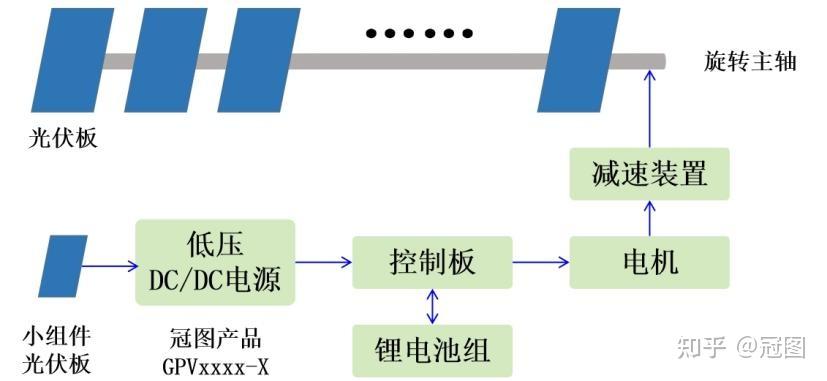 旋转主轴
光伏板
减速装置
低压
DC/DC电源
控制板
电机
小组件
光伏板
冠图产品
GPVxxxx-X
锂电池组
知乎 @冠图